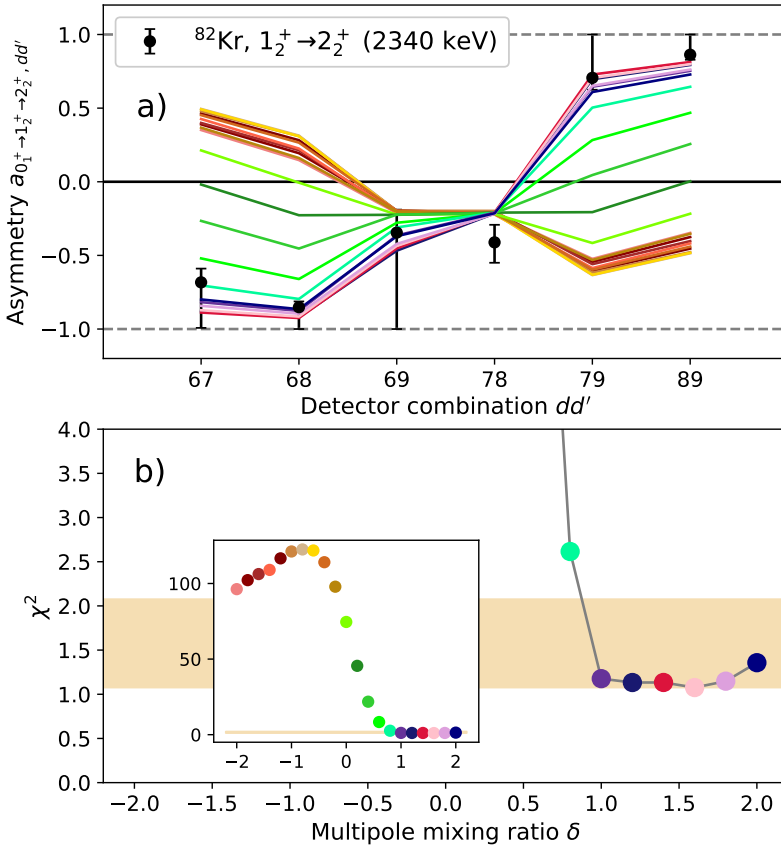 a)
⁸²Kr, 1₂⁺→2₂⁺ (2340 keV)
Asymmetry a₀₁⁺→₁₂⁺→₂₂⁺, dd′
1.0
0.5
0.0
−0.5
−1.0
67 68 69 78 79 89
Detector combination dd′
b)
χ²
4.0
3.5
3.0
2.5
2.0
1.5
1.0
0.5
0.0
100
50
0
−2 −1 0 1 2
−2.0 −1.5 −1.0 −0.5 0.0 0.5 1.0 1.5 2.0
Multipole mixing ratio δ